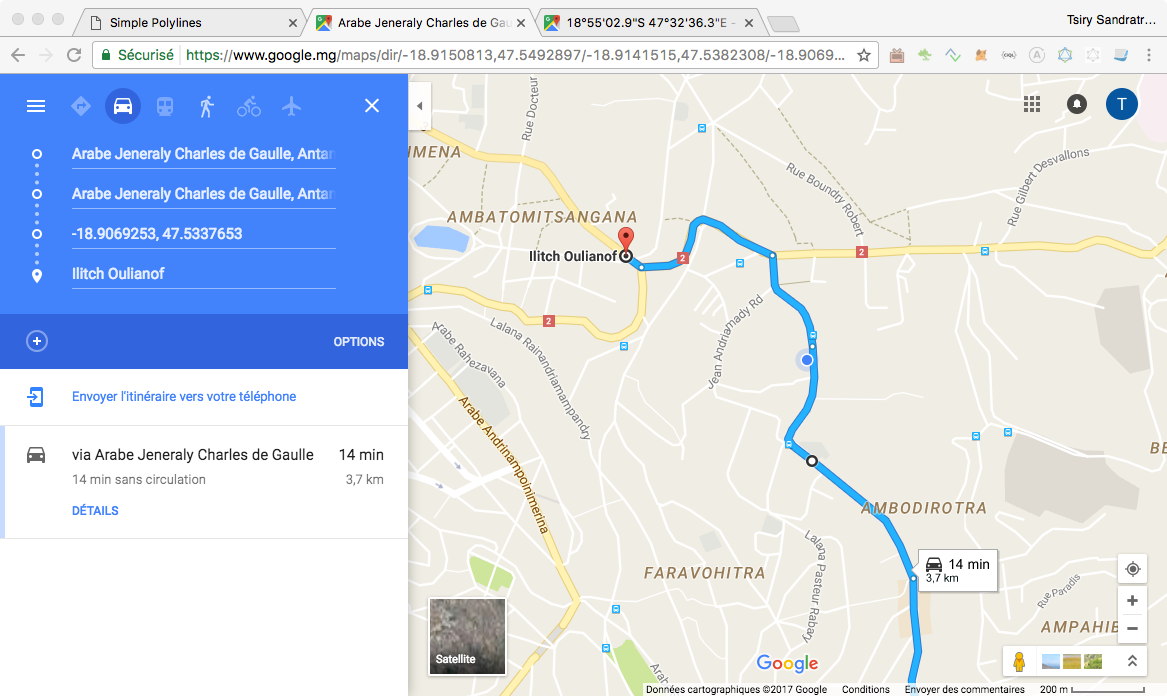 Simple Polylines
Arabe Jeneraly Charles de Gau
18°55'02.9"S 47°32'36.3"E -
Tsiry Sandratr...
Sécurisé
https://www.google.mg/maps/dir/-18.9150813,47.5492897/-18.9141515,47.5382308/-18.9069...
T
Arabe Jeneraly Charles de Gaulle, Antan
Arabe Jeneraly Charles de Gaulle, Antan
-18.9069253, 47.5337653
Ilitch Oulianof
OPTIONS
Envoyer l'itinéraire vers votre téléphone
via Arabe Jeneraly Charles de Gaulle
14 min
14 min sans circulation
3,7 km
DÉTAILS
Rue Docteur
IMENA
Rue Gilbert Desvallons
Rue Boundry Robert
AMBATOMITSANGANA
2
Ilitch Oulianof
2
2
Lalana Rainandriamampandry
Arabe Rahezavana
Jean Andriamady Rd
Arabe Andrinampoinimerina
BE
AMBODIROTRA
Lalana Pasteur Rabary
14 min
3,7 km
FARAVOHITRA
Rue Paradis
AMPAHIB
Arab
Satellite
Google
Données cartographiques ©2017 Google
Conditions
Envoyer des commentaires
200 m